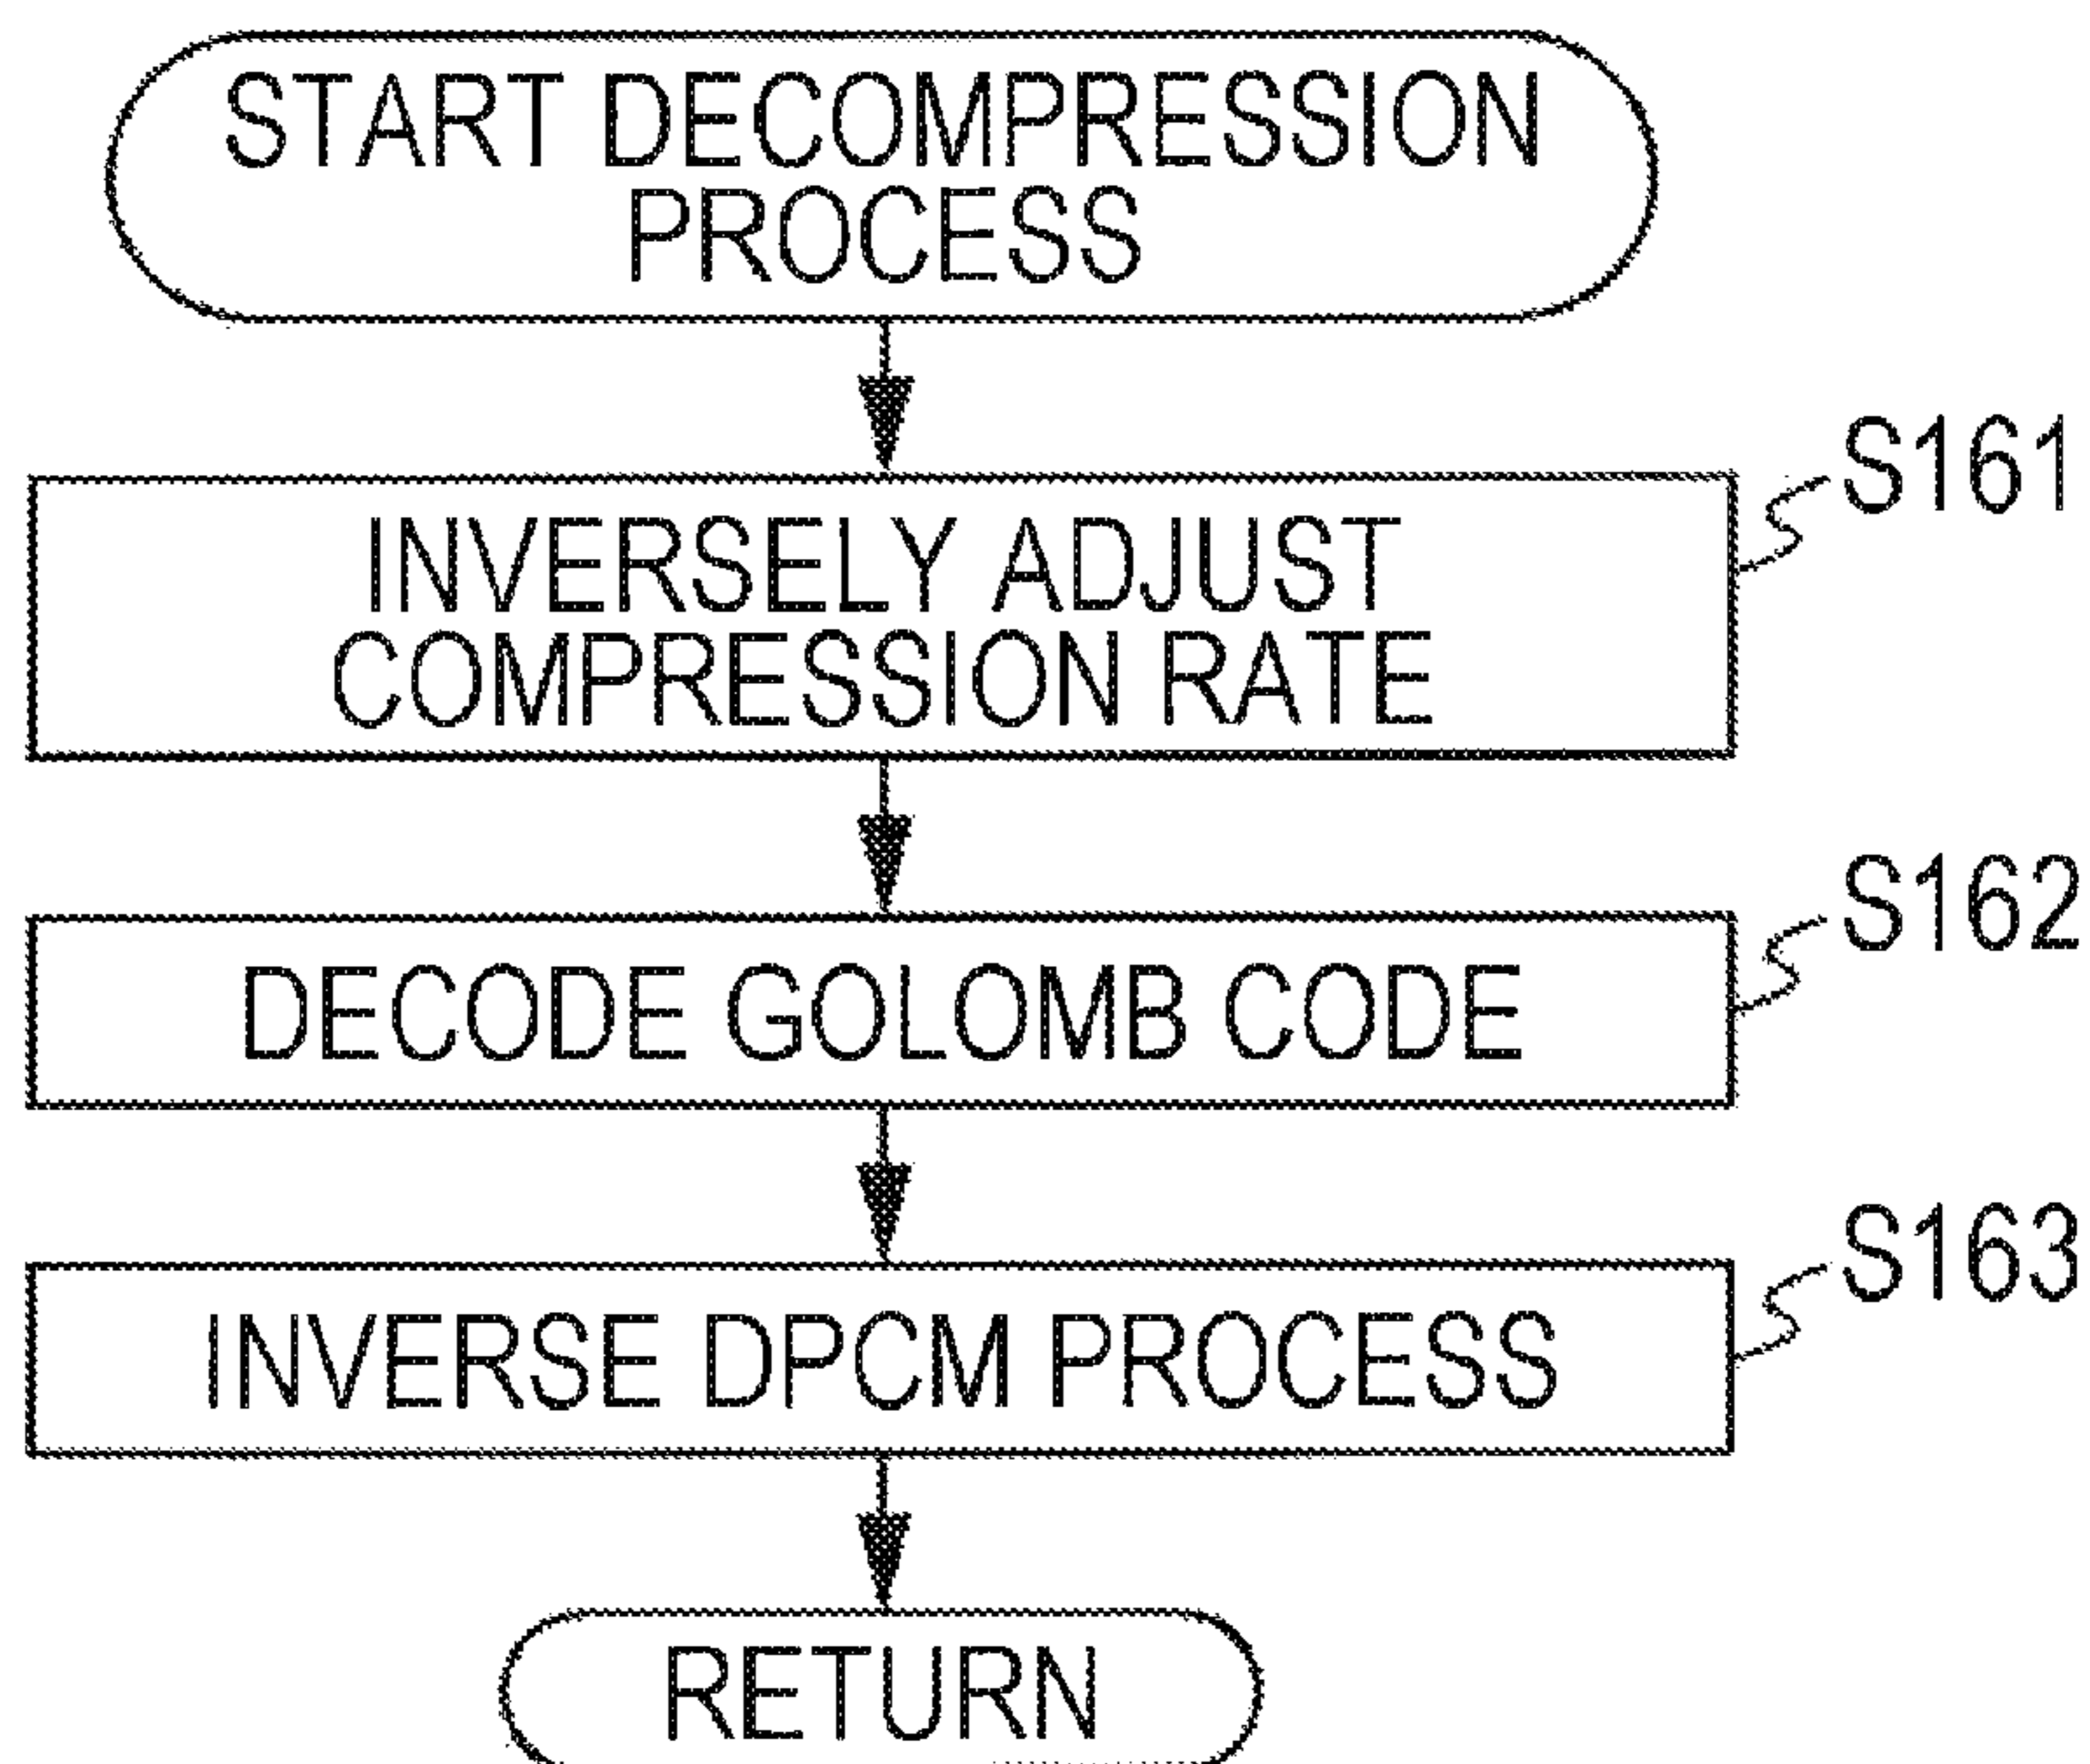 START DECOMPRESSION
PROCESS
S161
INVERSELY ADJUST
COMPRESSION RATE
S162
DECODE GOLOMB CODE
S163
INVERSE DPCM PROCESS
RETURN